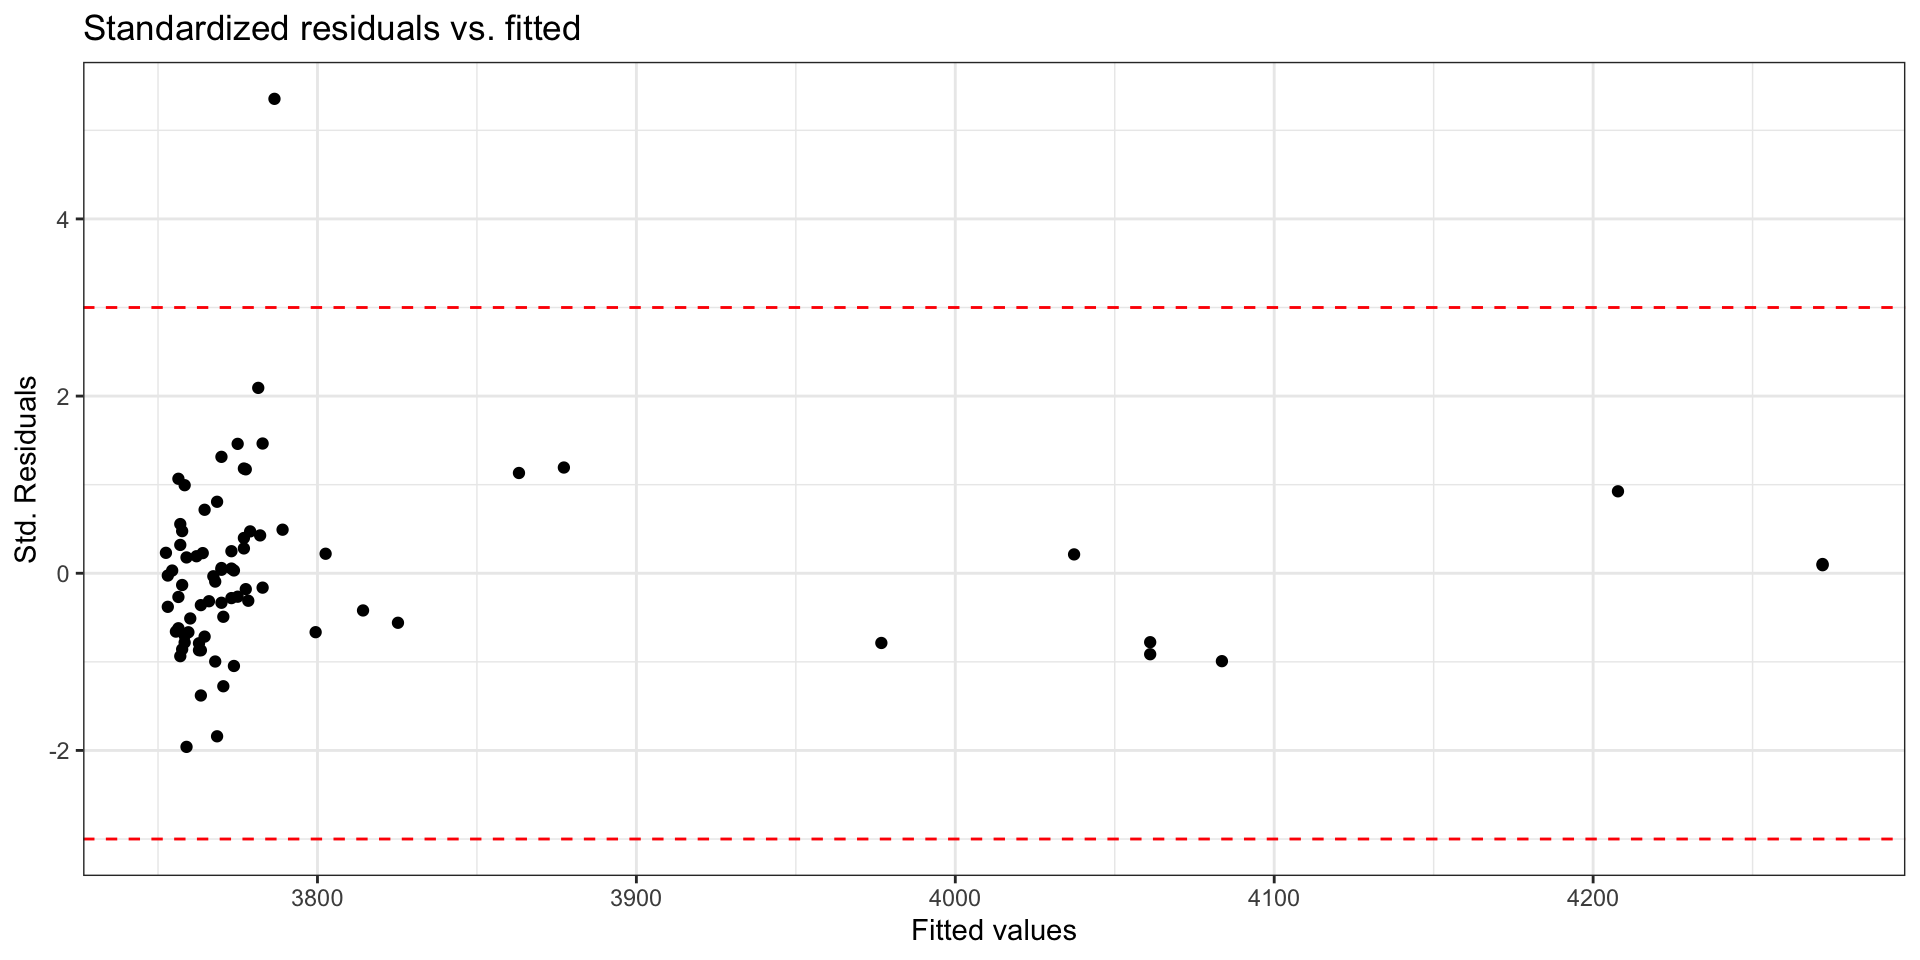 Standardized residuals vs. fitted
Std. Residuals
4
2
0
-2
3800 3900 4000 4100 4200
Fitted values